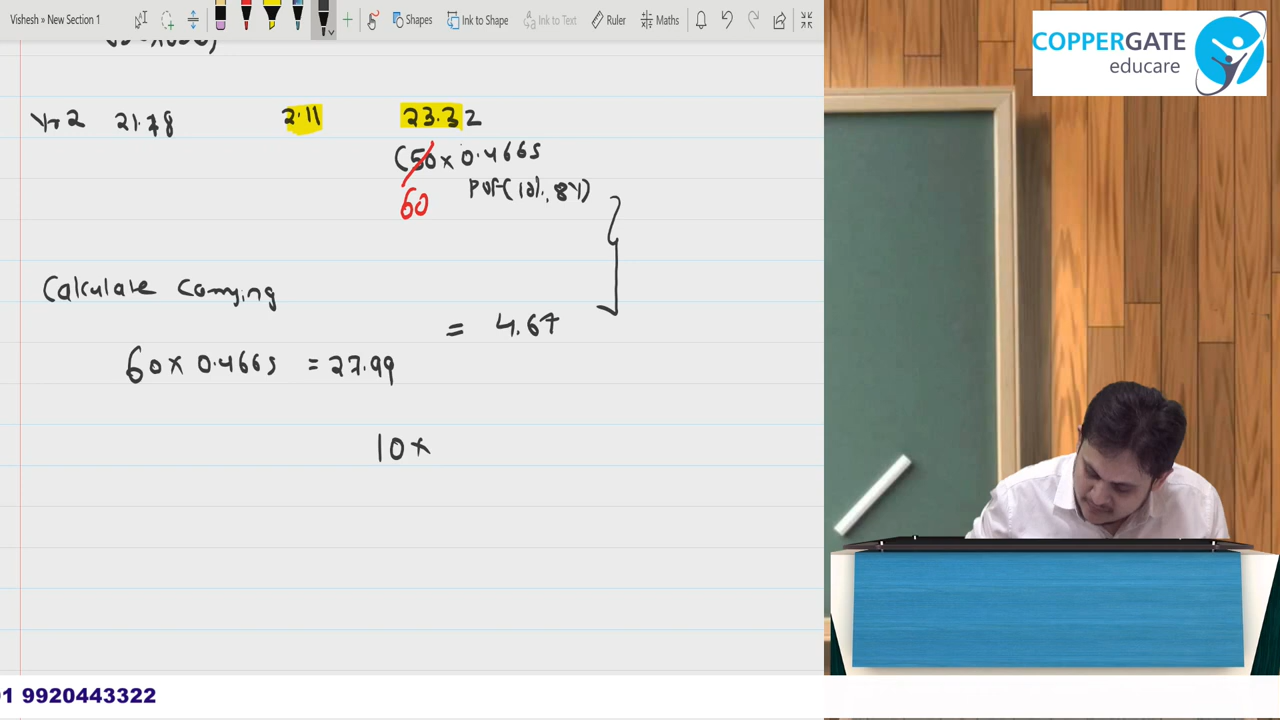 Vishesh » New Section 1
Shapes
Ink to Shape
Ink to Text
Ruler
Maths
COPPERGATE
educare
Yr 2 21.78 2.11 23.32
(50 x 0.4665
60 PVF(12%, 8Y)
Calculate Carrying
= 4.67
60 x 0.4665 = 27.99
10 x
1 9920443322